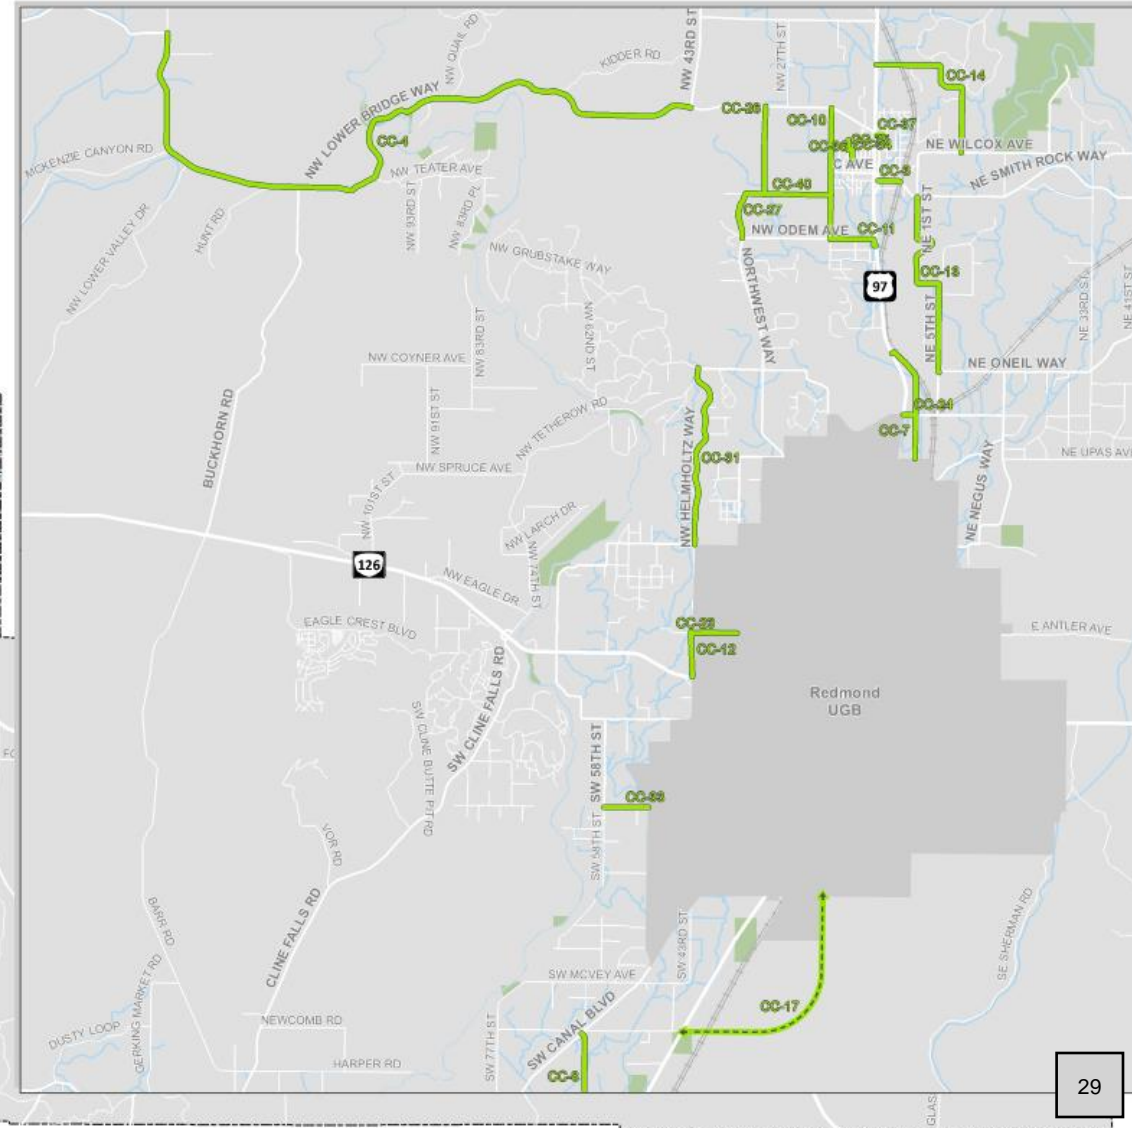 NW QUAIL RD
NW 43RD ST
NW 27TH ST
KIDDER RD
CC-14
NW LOWER BRIDGE WAY
CC-26
CC-10
CC-37
CC-4
NE WILCOX AVE
MCKENZIE CANYON RD
C AVE
NE SMITH ROCK WAY
NW TEATER AVE
CC-40
NW 93RD ST
NW 83RD PL
NW LOWER VALLEY DR
HUNT RD
CC-27
NE 1ST ST
NW ODEM AVE
CC-11
NW GRUBSTAKE WAY
CC-13
97
NORTHWEST WAY
NE 5TH ST
NE 33RD ST
NE 41ST ST
NW 83RD ST
NW 62ND ST
NW COYNER AVE
NE ONEIL WAY
BUCKHORN RD
NW 91ST ST
NW TETHEROW RD
CC-24
NW HELMHOLTZ WAY
CC-7
CC-31
NE UPAS AV
NW SPRUCE AVE
NE NEGUS WAY
NW 101ST ST
NW LARCH DR
126
NW 74TH ST
NW EAGLE DR
EAGLE CREST BLVD
CC-12
E ANTLER AVE
Redmond
UGB
SW CLINE FALLS RD
SW CLINE BUTTE PIT RD
SW 58TH ST
FO
CC-33
SW 58TH ST
VOR RD
BARR RD
CLINE FALLS RD
SW 43RD ST
SE SHERMAN RD
SW MCVEY AVE
GERKING MARKET RD
CC-17
DUSTY LOOP
NEWCOMB RD
SW 77TH ST
SW CANAL BLVD
HARPER RD
CC-6
29
GLAS